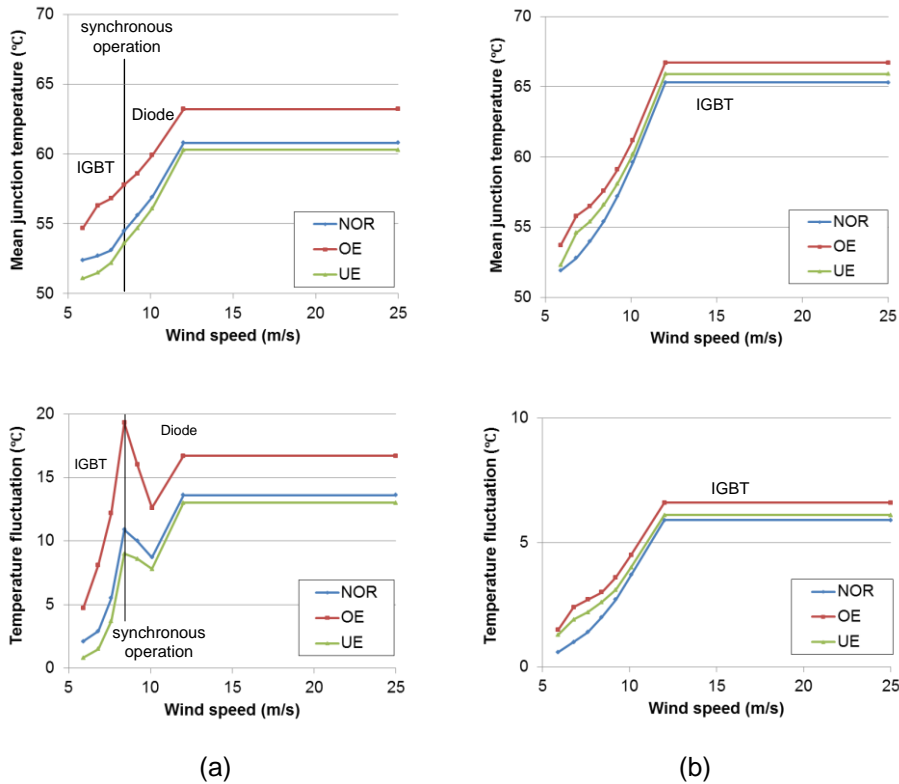 70
65
60
55
50
Mean junction temperature (℃)
synchronous
operation
Diode
IGBT
NOR
OE
UE
5 10 15 20 25
Wind speed (m/s)
70
65
60
55
50
Mean junction temperature (℃)
IGBT
NOR
OE
UE
5 10 15 20 25
Wind speed (m/s)
20
15
10
5
0
Temperature fluctuation (℃)
Diode
IGBT
synchronous
operation
NOR
OE
UE
5 10 15 20 25
Wind speed (m/s)
10
5
0
Temperature fluctuation (℃)
IGBT
NOR
OE
UE
5 10 15 20 25
Wind speed (m/s)
(a) (b)